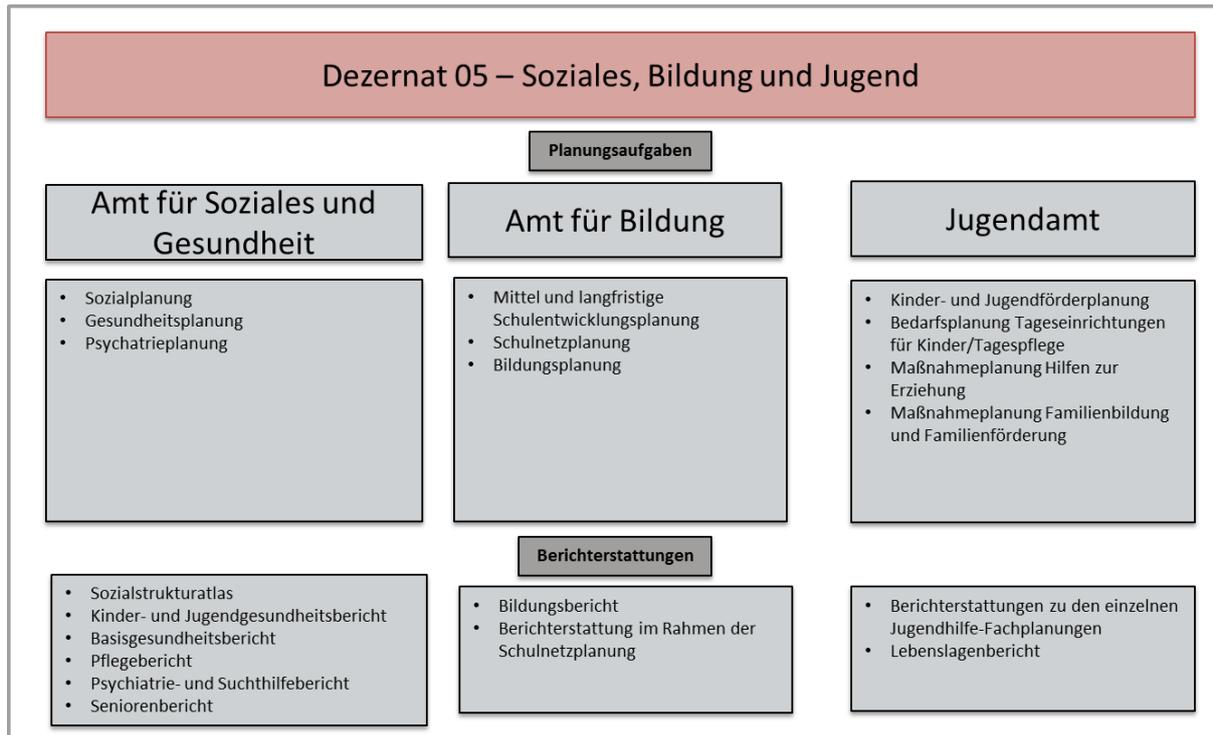 Dezernat 05 – Soziales, Bildung und Jugend
Planungsaufgaben
Amt für Soziales und
Gesundheit
• Sozialplanung
• Gesundheitsplanung
• Psychatrieplanung
Amt für Bildung
• Mittel und langfristige
Schulentwicklungsplanung
• Schulnetzplanung
• Bildungsplanung
Jugendamt
• Kinder- und Jugendförderplanung
• Bedarfsplanung Tageseinrichtungen
für Kinder/Tagespflege
• Maßnahmeplanung Hilfen zur
Erziehung
• Maßnahmeplanung Familienbildung
und Familienförderung
Berichterstattungen
• Sozialstrukturatlas
• Kinder- und Jugendgesundheitsbericht
• Basisgesundheitsbericht
• Pflegebericht
• Psychiatrie- und Suchthilfebericht
• Seniorenbericht
• Bildungsbericht
• Berichterstattung im Rahmen der
Schulnetzplanung
• Berichterstattungen zu den einzelnen
Jugendhilfe-Fachplanungen
• Lebenslagenbericht